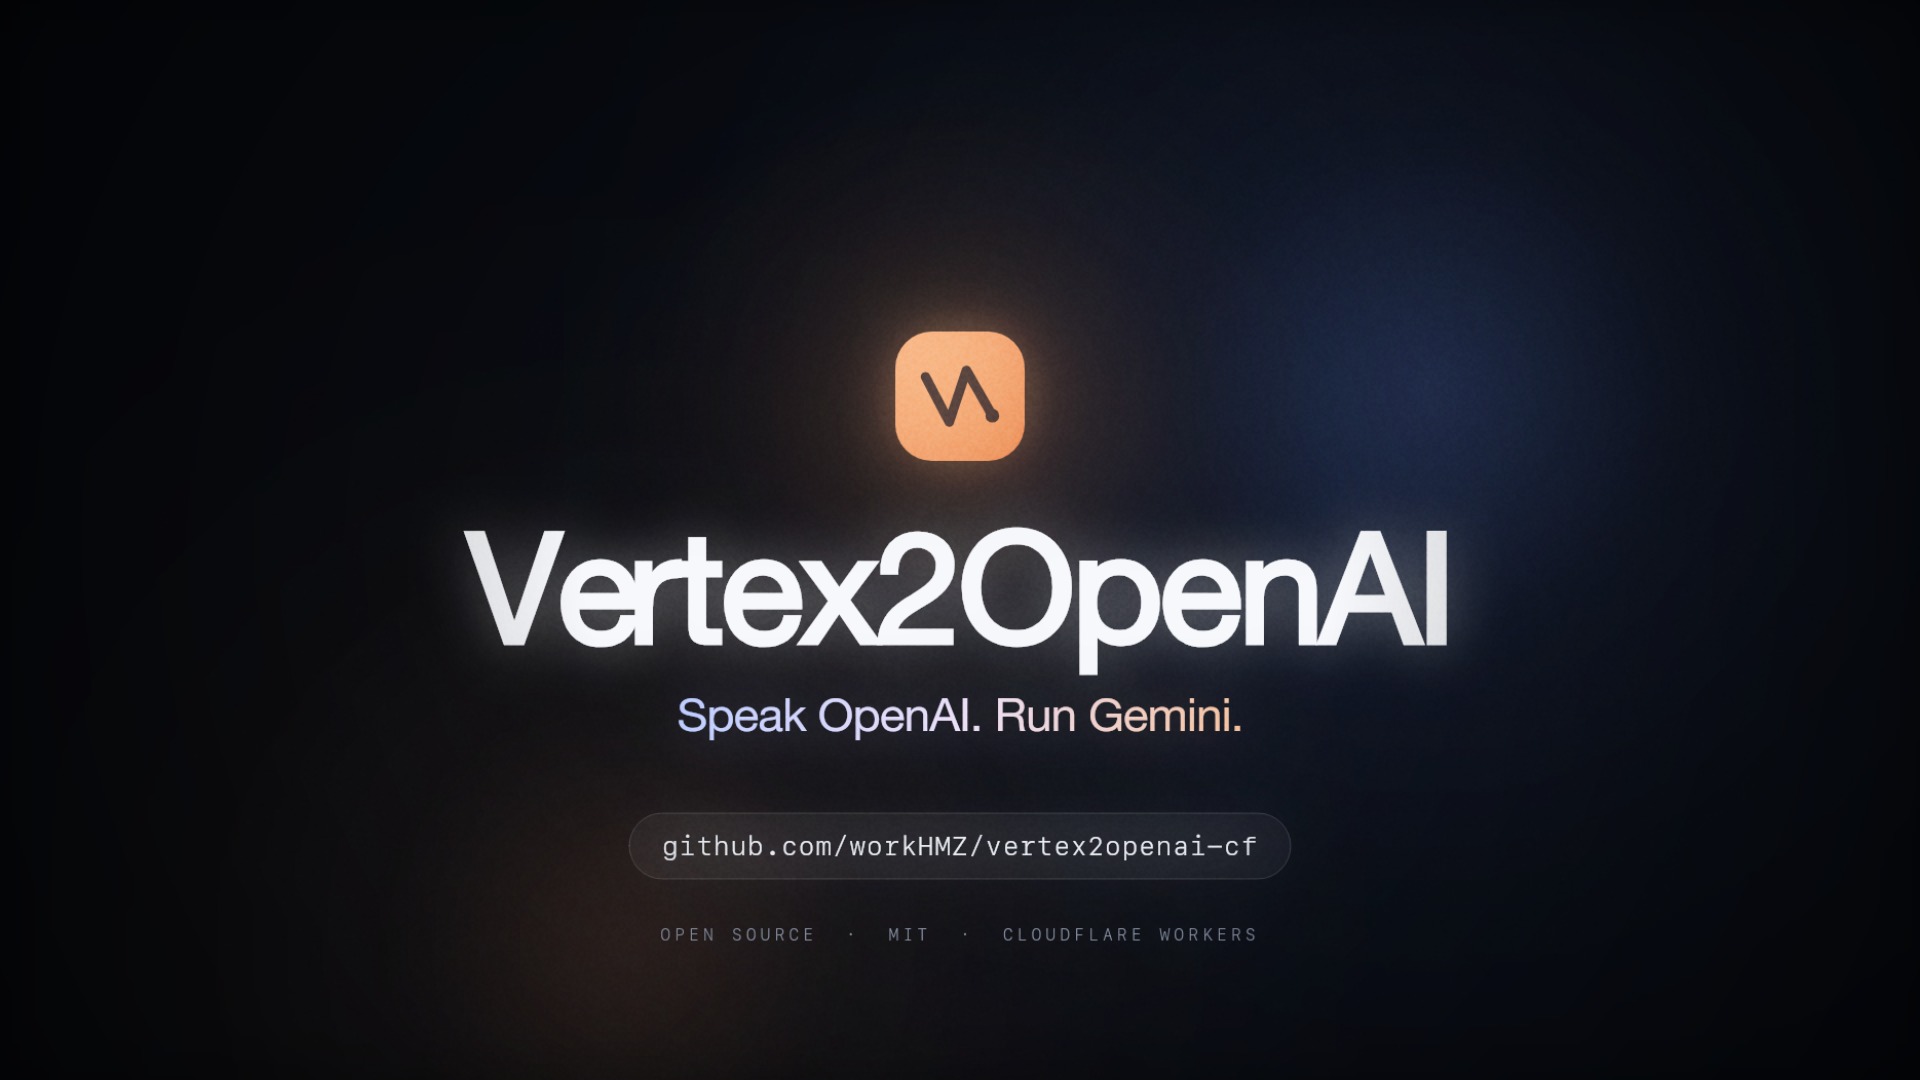 Vertex2OpenAI
Speak OpenAI. Run Gemini.
github.com/workHMZ/vertex2openai-cf
OPEN SOURCE · MIT · CLOUDFLARE WORKERS